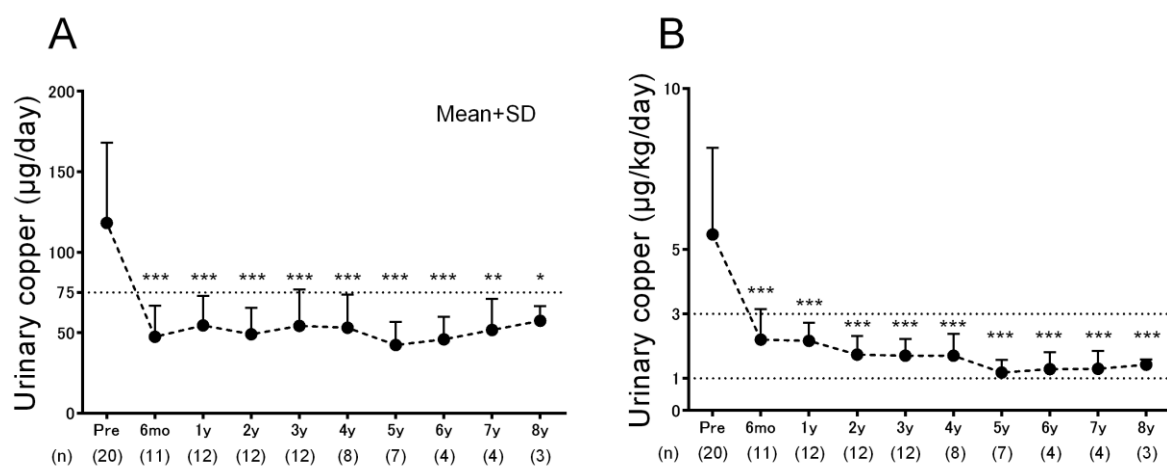 A
Urinary copper (μg/day)
200
150
100
75
50
0
Mean+SD
*** *** *** *** *** *** *** ** *
Pre 6mo 1y 2y 3y 4y 5y 6y 7y 8y
(n) (20) (11) (12) (12) (12) (8) (7) (4) (4) (3)
B
Urinary copper (μg/kg/day)
10
5
3
1
0
*** *** *** *** *** *** *** *** ***
Pre 6mo 1y 2y 3y 4y 5y 6y 7y 8y
(n) (20) (11) (12) (12) (12) (8) (7) (4) (4) (3)